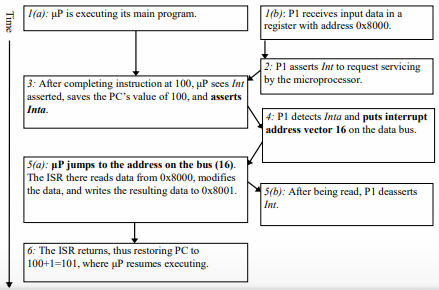 Time
1(a): μP is executing its main program.
1(b): P1 receives input data in a
register with address 0x8000.
2: P1 asserts Int to request servicing
by the microprocessor.
3: After completing instruction at 100, μP sees Int
asserted, saves the PC's value of 100, and asserts
Inta.
4: P1 detects Inta and puts interrupt
address vector 16 on the data bus.
5(a): μP jumps to the address on the bus (16).
The ISR there reads data from 0x8000, modifies
the data, and writes the resulting data to 0x8001.
5(b): After being read, P1 deasserts
Int.
6: The ISR returns, thus restoring PC to
100+1=101, where μP resumes executing.